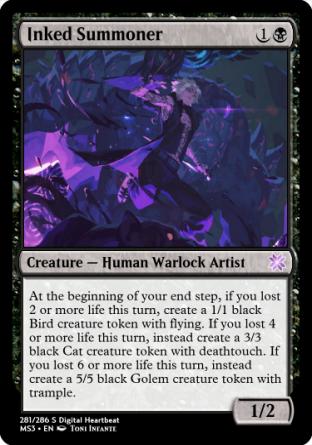 Inked Summoner 1
Creature — Human Warlock Artist
At the beginning of your end step, if you lost
2 or more life this turn, create a 1/1 black
Bird creature token with flying. If you lost 4
or more life this turn, instead create a 3/3
black Cat creature token with deathtouch. If
you lost 6 or more life this turn, instead
create a 5/5 black Golem creature token with
trample.
1/2
281/286 S Digital Heartbeat
MS3 • EN Toni Infante